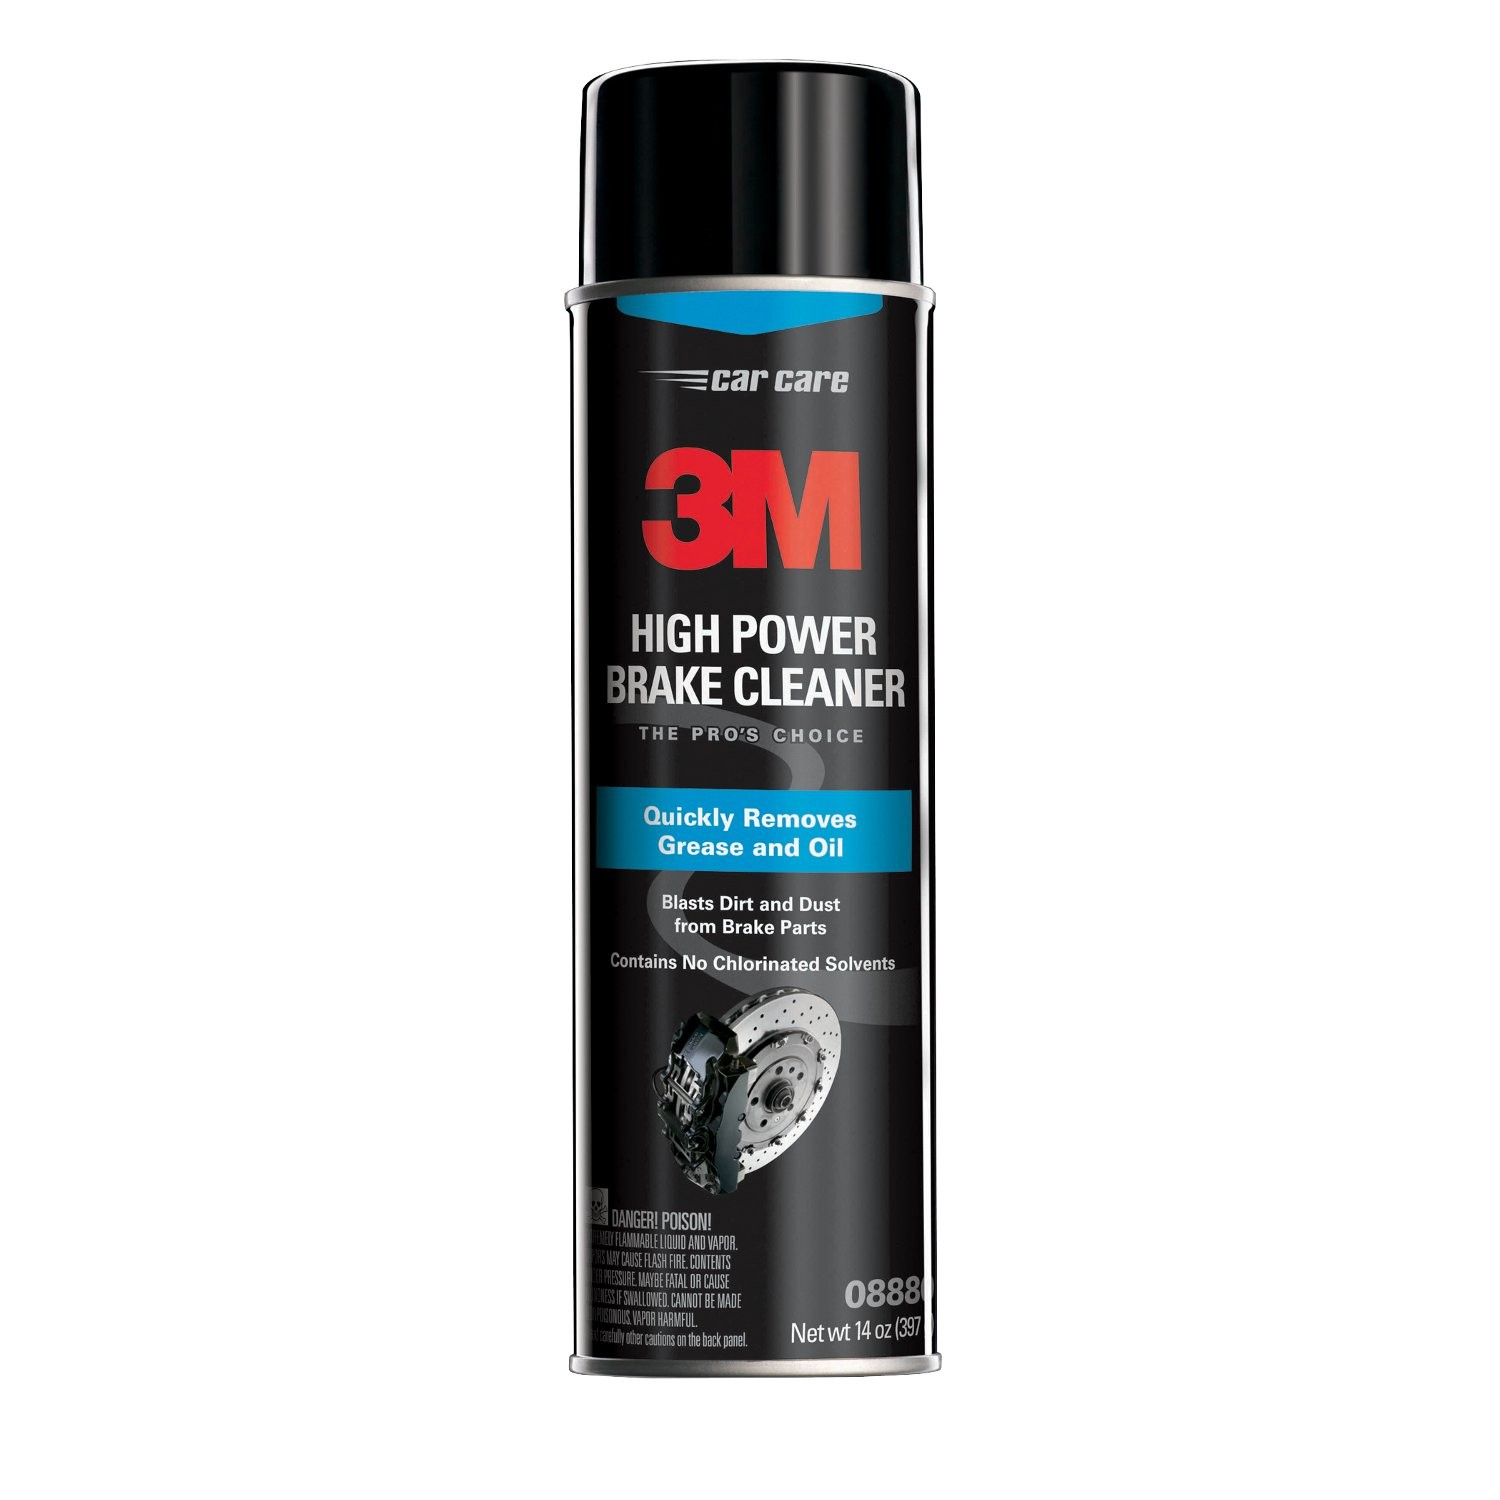 car care
3M
HIGH POWER
BRAKE CLEANER
THE PRO'S CHOICE
Quickly Removes
Grease and Oil
Blasts Dirt and Dust
from Brake Parts
Contains No Chlorinated Solvents
DANGER! POISON!
FLAMMABLE LIQUID AND VAPOR.
MAY CAUSE FLASH FIRE. CONTENTS
PRESSURE. MAYBE FATAL OR CAUSE
IF SWALLOWED. CANNOT BE MADE
POISONOUS. VAPOR HARMFUL.
carefully other cautions on the back panel.
08880
Net wt 14 oz (397